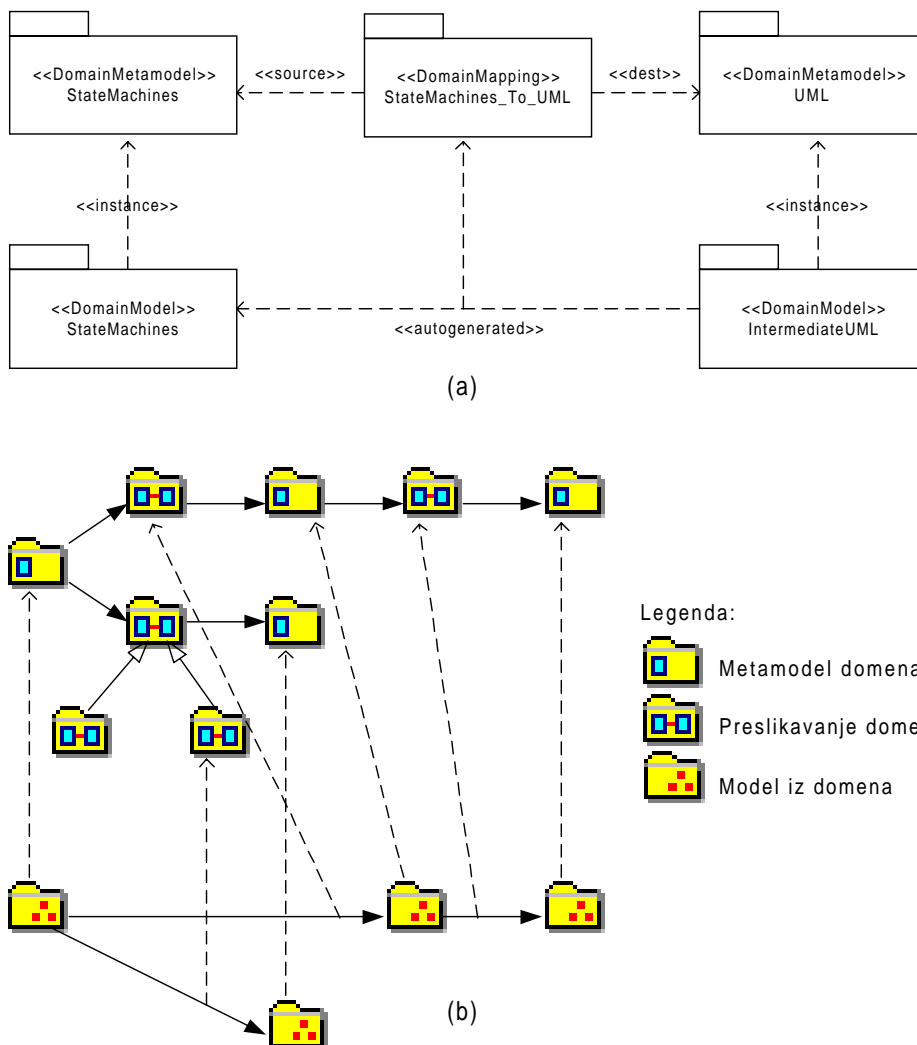 <<DomainMetamodel>>
StateMachines
<<source>>
<<DomainMapping>>
StateMachines_To_UML
<<dest>>
<<DomainMetamodel>>
UML
<<instance>>
<<instance>>
<<DomainModel>>
StateMachines
<<autogenerated>>
<<DomainModel>>
IntermediateUML
(a)
Legenda:
Metamodel domena
Preslikavanje dome
Model iz domena
(b)